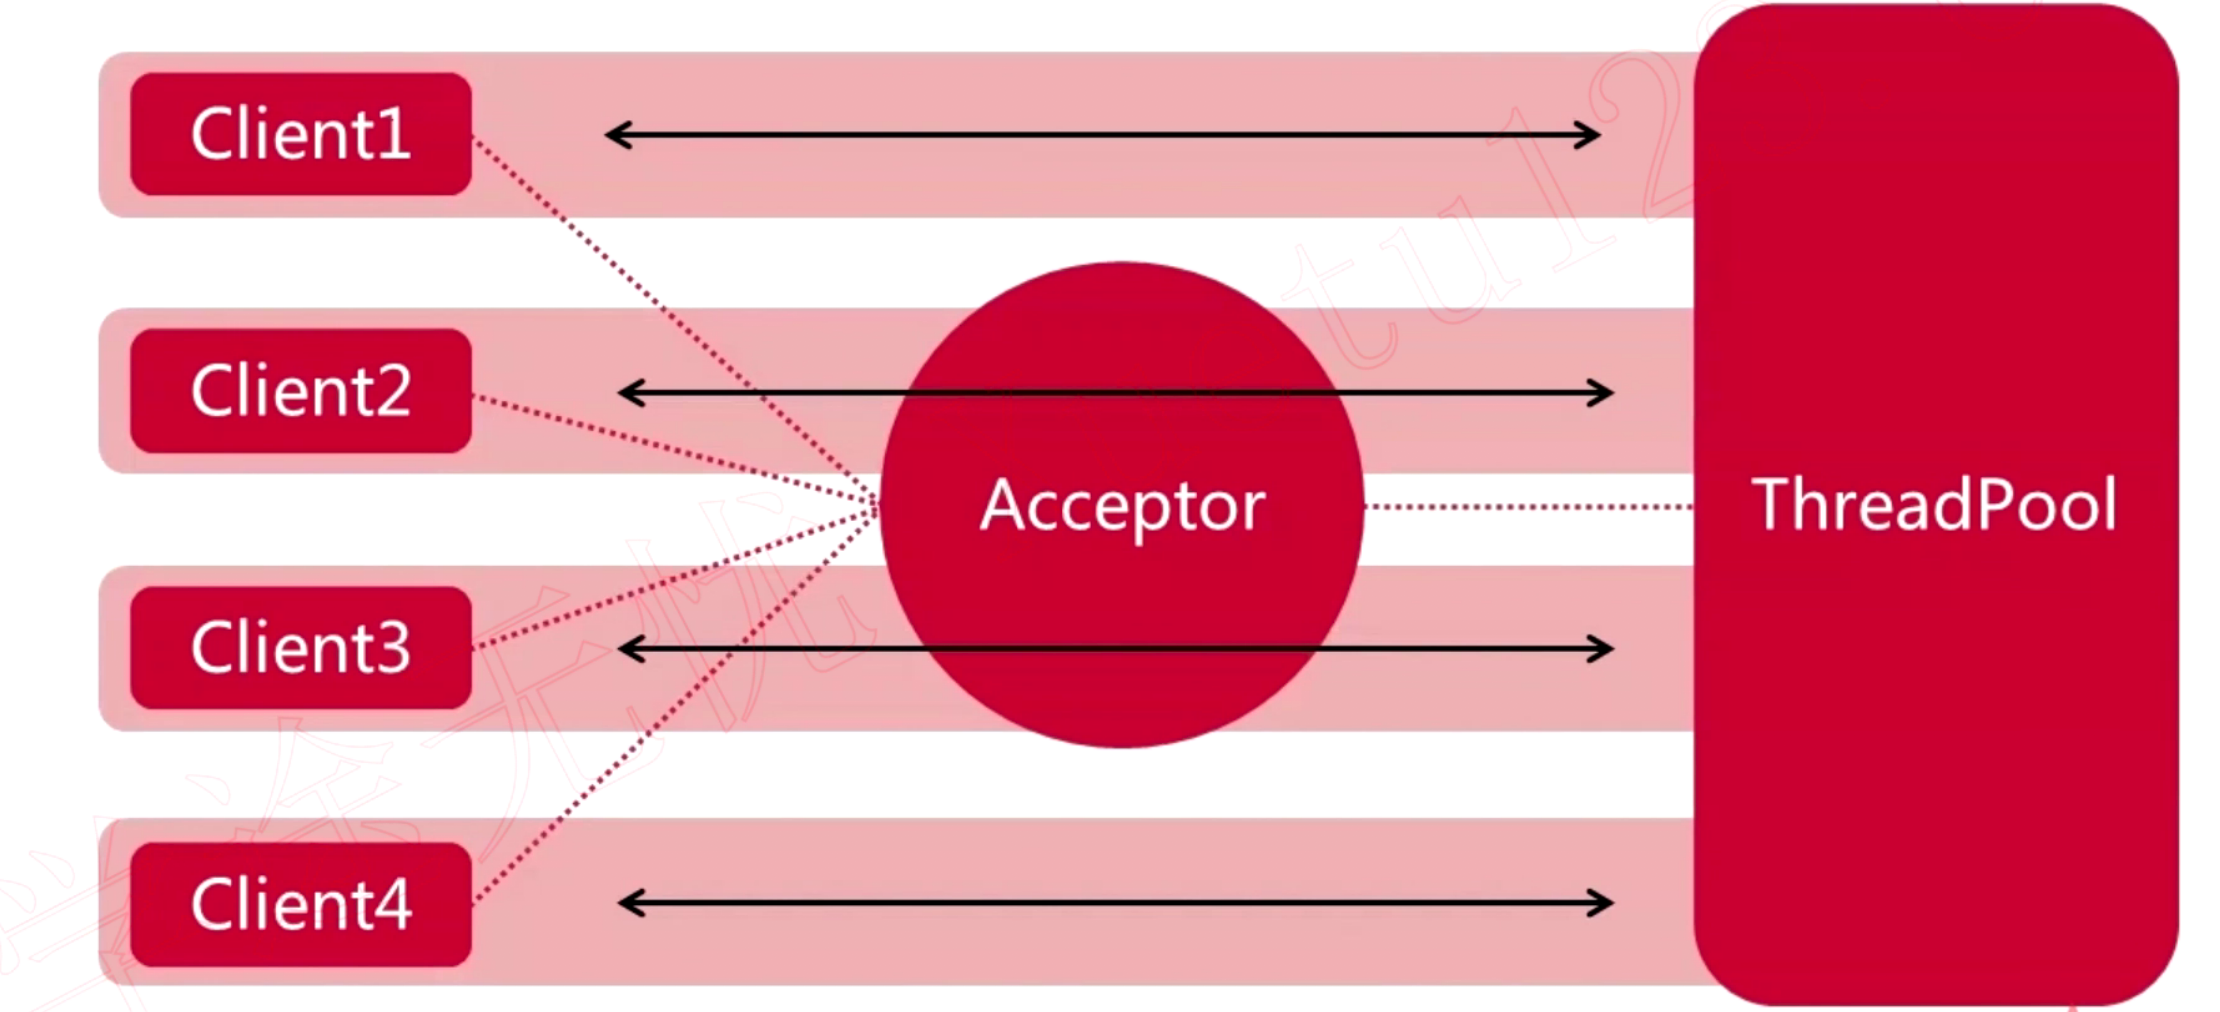 Client1
Client2
Acceptor
ThreadPool
Client3
Client4